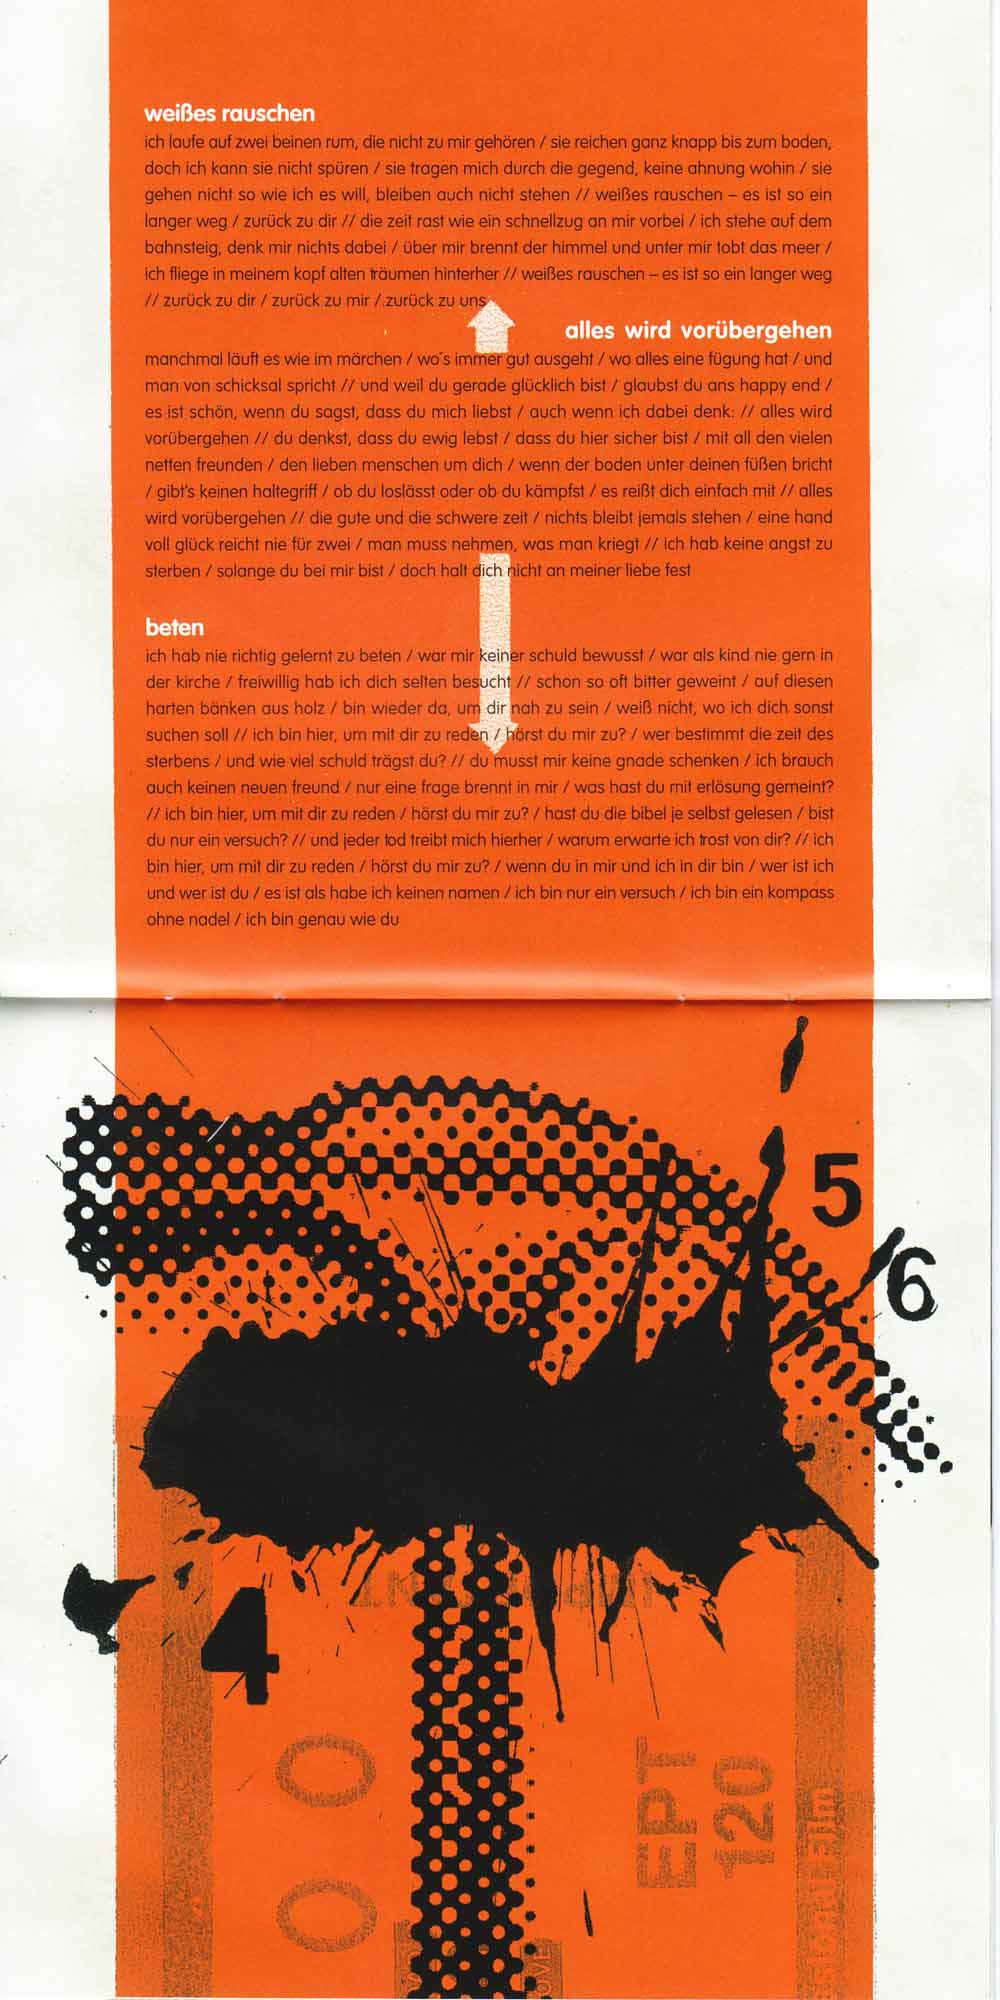 weißes rauschen
ich laufe auf zwei beinen rum, die nicht zu mir gehören / sie reichen ganz knapp bis zum boden,
doch ich kann sie nicht spüren / sie tragen mich durch die gegend, keine ahnung wohin / sie
gehen nicht so wie ich es will, bleiben auch nicht stehen // weißes rauschen – es ist so ein
langer weg / zurück zu dir // die zeit rast wie ein schnellzug an mir vorbei / ich stehe auf dem
bahnsteig, denk mir nichts dabei / über mir brennt der himmel und unter mir tobt das meer /
ich fliege in meinem kopf alten träumen hinterher // weißes rauschen – es ist so ein langer weg
// zurück zu dir / zurück zu mir / zurück zu uns
alles wird vorübergehen
manchmal läuft es wie im märchen / wo´s immer gut ausgeht / wo alles eine fügung hat / und
man von schicksal spricht // und weil du gerade glücklich bist / glaubst du ans happy end /
es ist schön, wenn du sagst, dass du mich liebst / auch wenn ich dabei denk: // alles wird
vorübergehen // du denkst, dass du ewig lebst / dass du hier sicher bist / mit all den vielen
netten freunden / den lieben menschen um dich / wenn der boden unter deinen füßen bricht
/ gibt's keinen haltegriff / ob du loslässt oder ob du kämpfst / es reißt dich einfach mit // alles
wird vorübergehen // die gute und die schwere zeit / nichts bleibt jemals stehen / eine hand
voll glück reicht nie für zwei / man muss nehmen, was man kriegt // ich hab keine angst zu
sterben / solange du bei mir bist / doch halt dich nicht an meiner liebe fest
beten
ich hab nie richtig gelernt zu beten / war mir keiner schuld bewusst / war als kind nie gern in
der kirche / freiwillig hab ich dich selten besucht // schon so oft bitter geweint / auf diesen
harten bänken aus holz / bin wieder da, um dir nah zu sein / weiß nicht, wo ich dich sonst
suchen soll // ich bin hier, um mit dir zu reden / hörst du mir zu? / wer bestimmt die zeit des
sterbens / und wie viel schuld trägst du? // du musst mir keine gnade schenken / ich brauch
auch keinen neuen freund / nur eine frage brennt in mir / was hast du mit erlösung gemeint?
// ich bin hier, um mit dir zu reden / hörst du mir zu? / hast du die bibel je selbst gelesen / bist
du nur ein versuch? // und jeder tod treibt mich hierher / warum erwarte ich trost von dir? // ich
bin hier, um mit dir zu reden / hörst du mir zu? / wenn du in mir und ich in dir bin / wer ist ich
und wer ist du / es ist als habe ich keinen namen / ich bin nur ein versuch / ich bin ein kompass
ohne nadel / ich bin genau wie du
5
/6
4
EPT
120